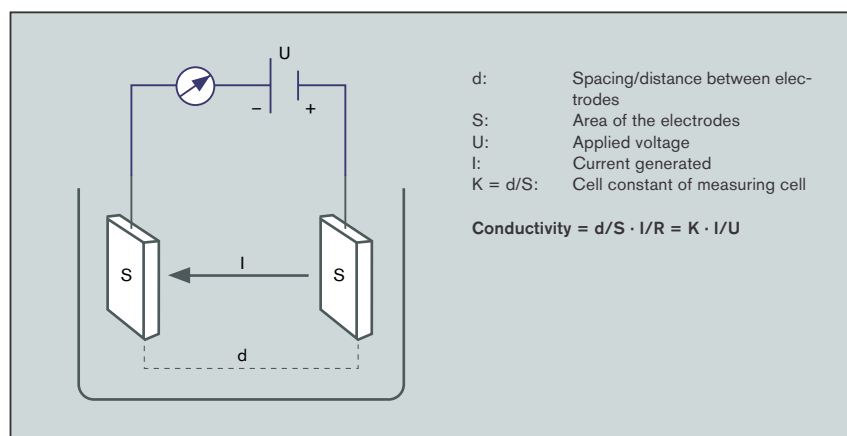 U
− +
S
I
S
d
d: Spacing/distance between elec-
trodes
S: Area of the electrodes
U: Applied voltage
I: Current generated
K = d/S: Cell constant of measuring cell
Conductivity = d/S · I/R = K · I/U